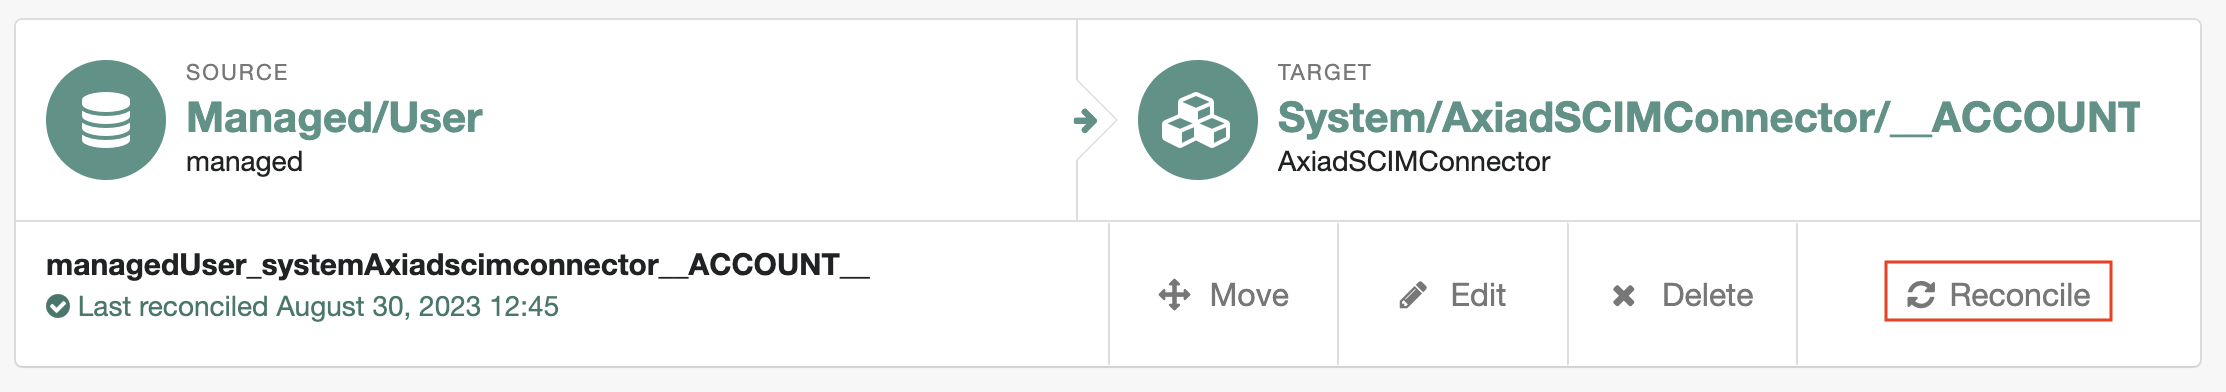 SOURCE
Managed/User
managed
TARGET
System/AxiadSCIMConnector/__ACCOUNT
AxiadSCIMConnector
managedUser_systemAxiadscimconnector__ACCOUNT__
Last reconciled August 30, 2023 12:45
Move
Edit
Delete
Reconcile